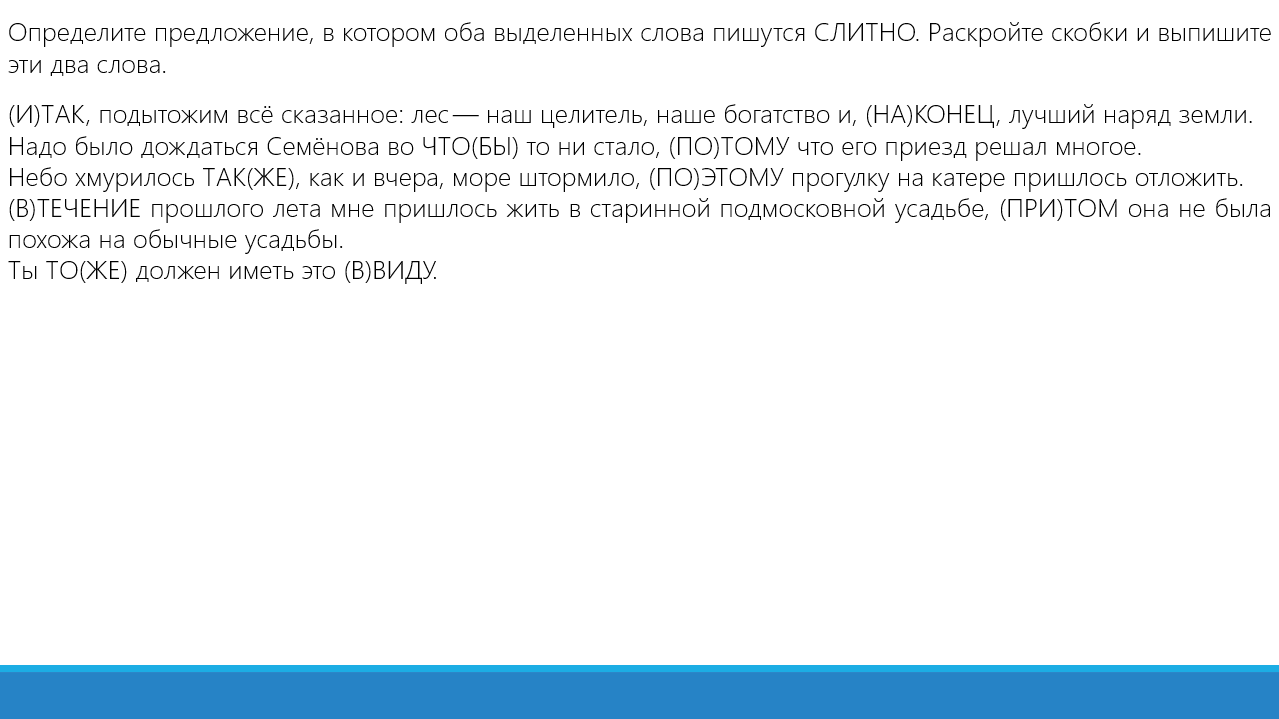 Определите предложение, в котором оба выделенных слова пишутся СЛИТНО. Раскройте скобки и выпишите
эти два слова.
(И)ТАК, подытожим всё сказанное: лес — наш целитель, наше богатство и, (НА)КОНЕЦ, лучший наряд земли.
Надо было дождаться Семёнова во ЧТО(БЫ) то ни стало, (ПО)ТОМУ что его приезд решал многое.
Небо хмурилось ТАК(ЖЕ), как и вчера, море штормило, (ПО)ЭТОМУ прогулку на катере пришлось отложить.
(В)ТЕЧЕНИЕ прошлого лета мне пришлось жить в старинной подмосковной усадьбе, (ПРИ)ТОМ она не была
похожа на обычные усадьбы.
Ты ТО(ЖЕ) должен иметь это (В)ВИДУ.